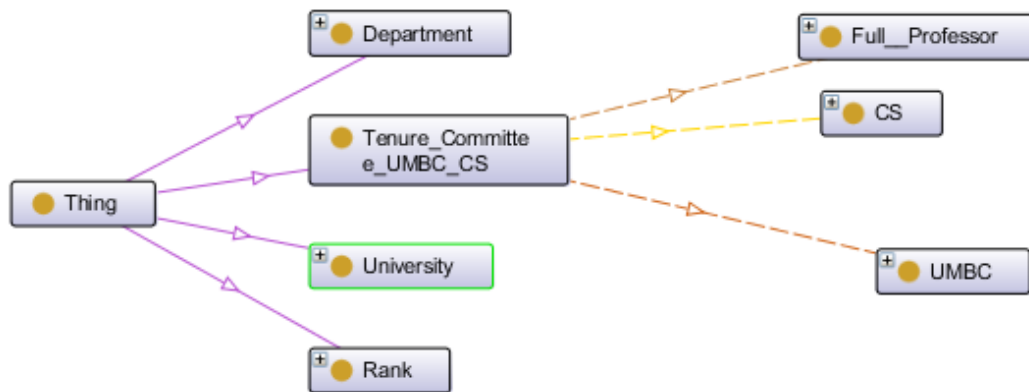 Department
Full__Professor
CS
Tenure_Committe
e_UMBC_CS
Thing
University
UMBC
Rank